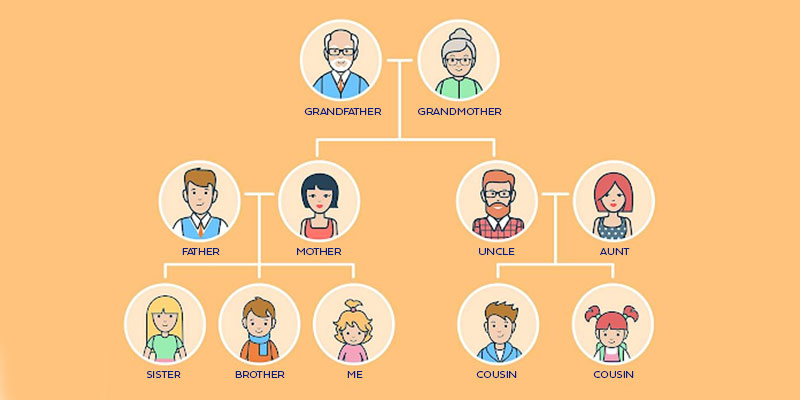 GRANDFATHER GRANDMOTHER
FATHER MOTHER UNCLE AUNT
SISTER BROTHER ME COUSIN COUSIN